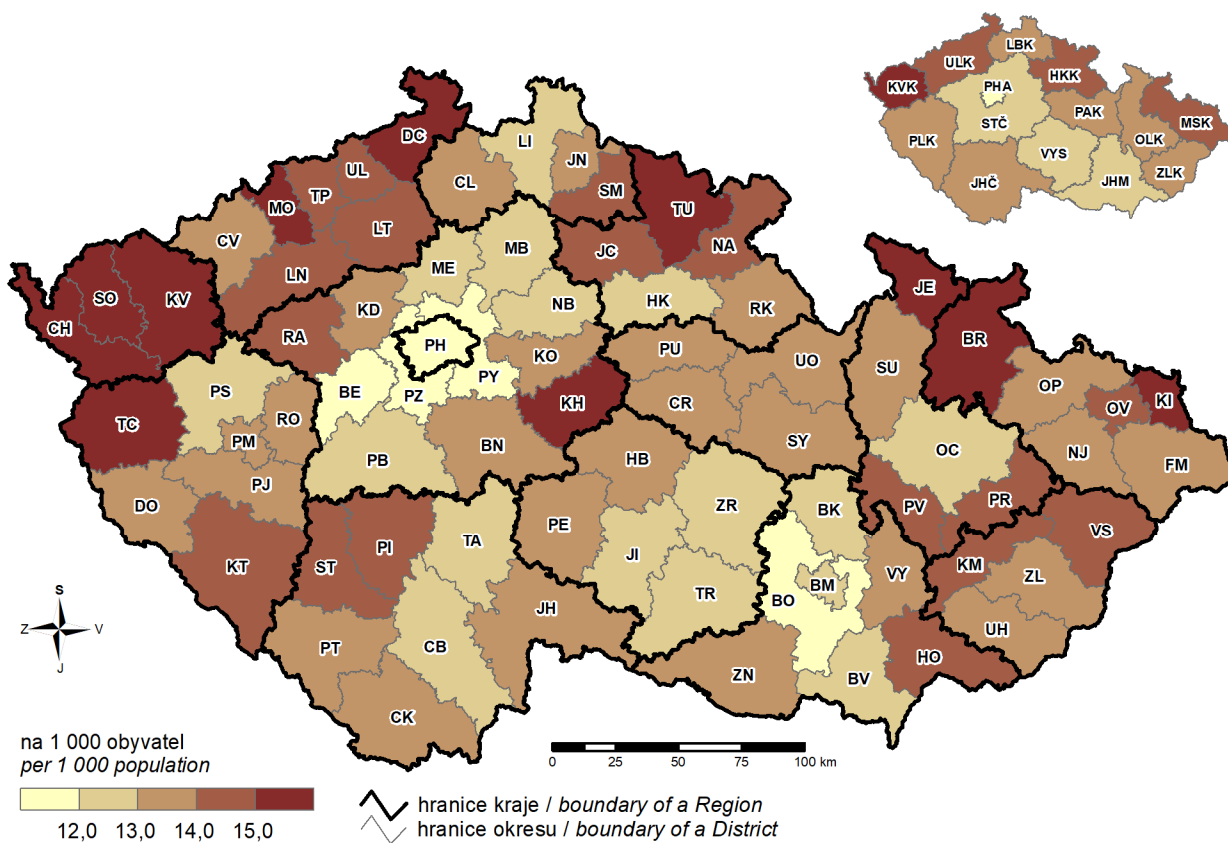 LBK
ULK
HKK
KVK
PHA
PAK
MSK
STČ
OLK
PLK
VYS
ZLK
JHČ
JHM
DC
LI
JN
CL
UL
TP
MO
SM
TU
CV
LT
MB
JC
NA
ME
LN
SO
KV
CH
KD
NB
HK
RK
JE
RA
PH
KO
PU
UO
BR
SU
OP
PS
BE
PZ
PY
KH
CR
OV
KI
TC
RO
PM
BN
SY
OC
NJ
FM
PB
HB
PJ
DO
ZR
BK
PV
PR
VS
PE
TA
PI
ST
JI
KT
BM
VY
KM
ZL
TR
BO
JH
UH
PT
CB
HO
ZN
BV
CK
S
Z V
J
na 1 000 obyvatel
per 1 000 population
12,0 13,0 14,0 15,0
0 25 50 75 100 km
hranice kraje / boundary of a Region
hranice okresu / boundary of a District